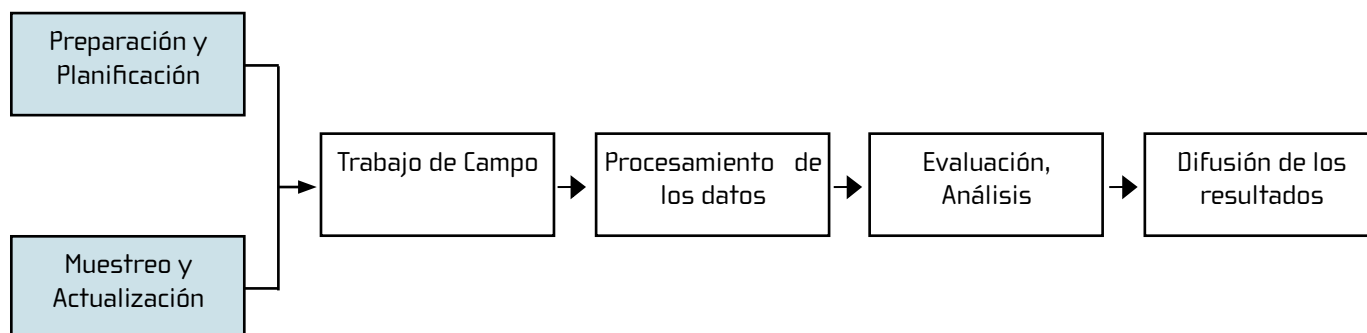 Preparación y
Planificación
Muestreo y
Actualización
Trabajo de Campo
Procesamiento de
los datos
Evaluación,
Análisis
Difusión de los
resultados